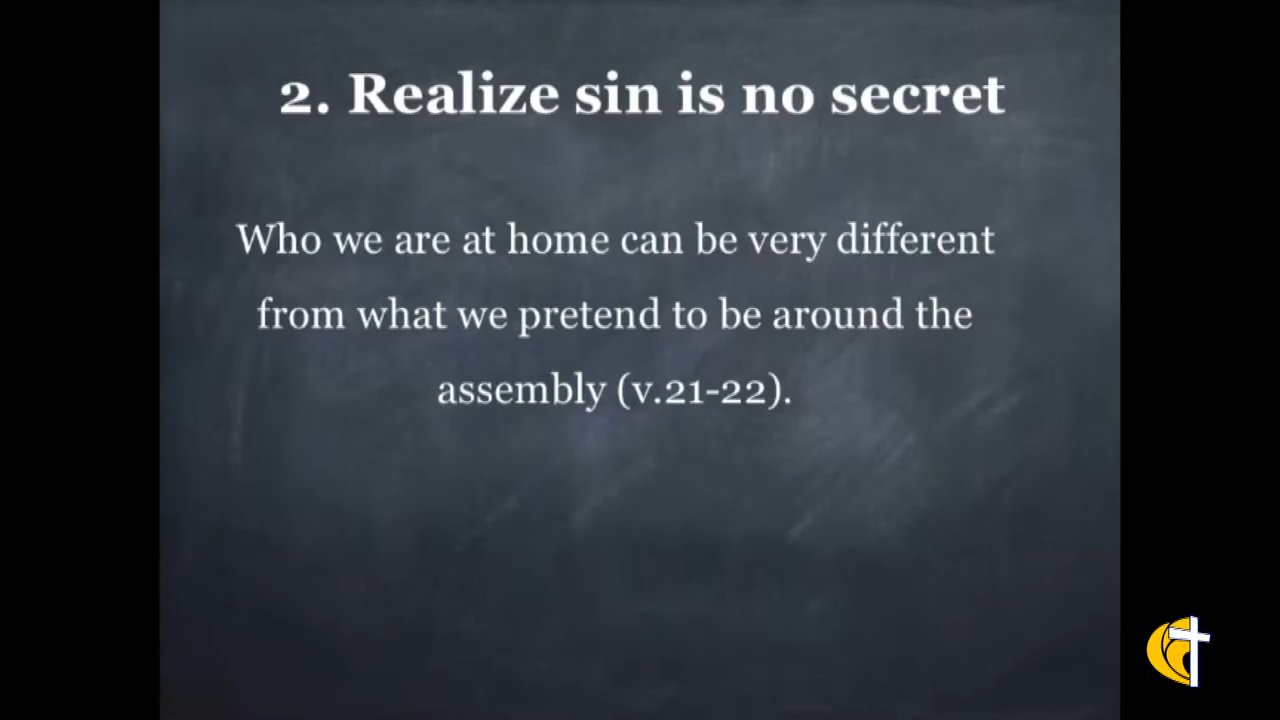 2. Realize sin is no secret
Who we are at home can be very different
from what we pretend to be around the
assembly (v.21-22).